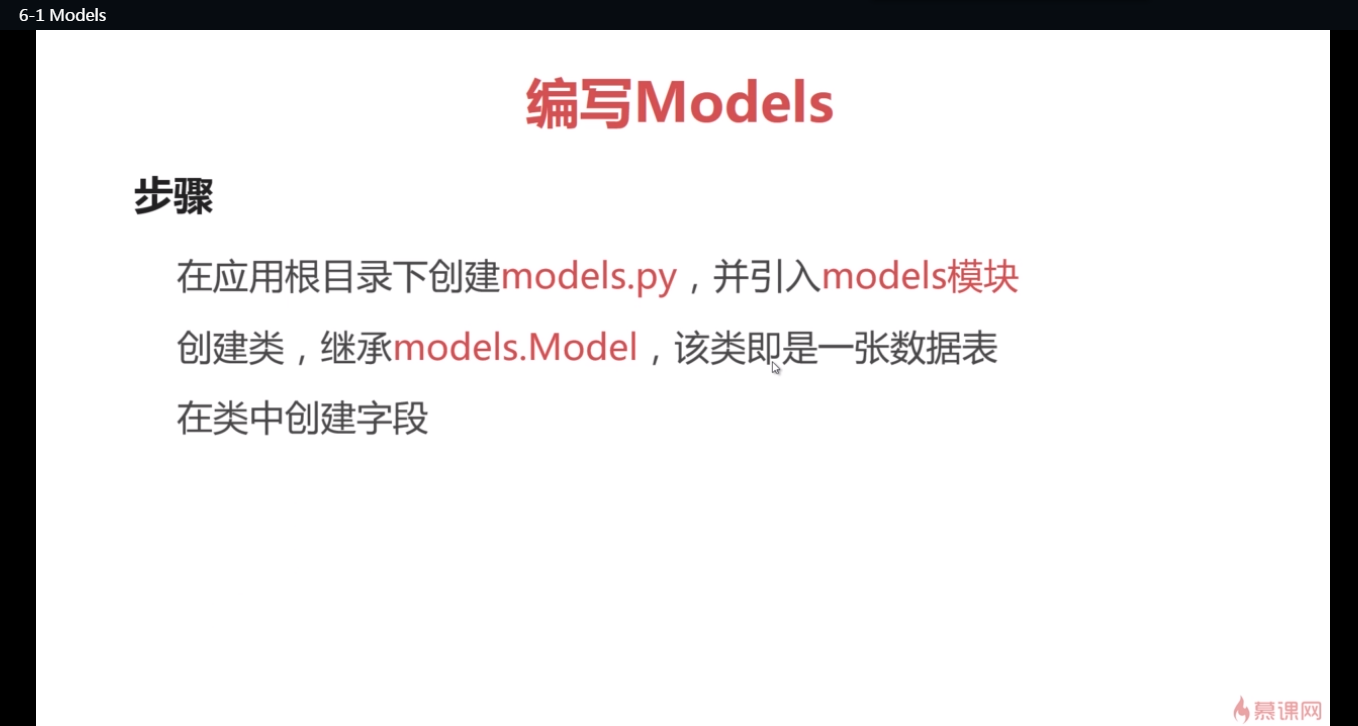 6-1 Models
编写Models
步骤
在应用根目录下创建models.py，并引入models模块
创建类，继承models.Model，该类即是一张数据表
在类中创建字段
慕课网